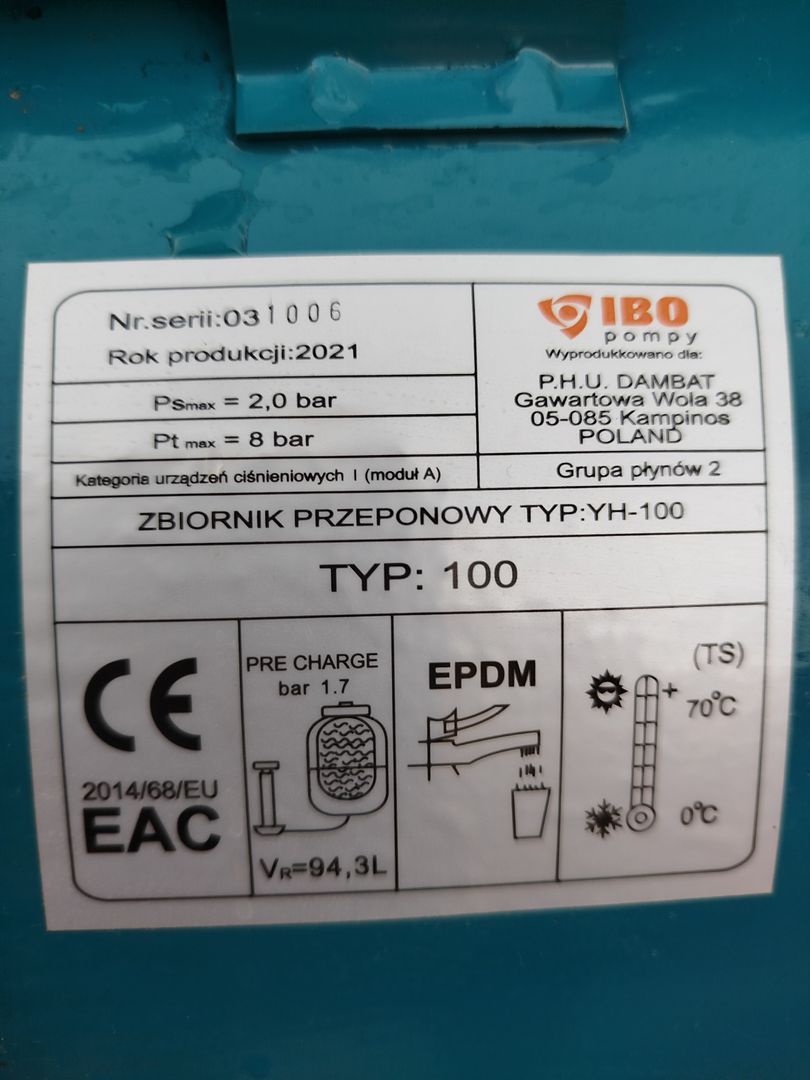 Nr.serii:031006
Rok produkcji:2021
IBO
pompy
Wyprodukkowano dla:
P.H.U. DAMBAT
Gawartowa Wola 38
05-085 Kampinos
POLAND
Psmax = 2,0 bar
Pt max = 8 bar
Kategoria urządzeń ciśnieniowych I (moduł A)
Grupa płynów 2
ZBIORNIK PRZEPONOWY TYP:YH-100
TYP: 100
CE
2014/68/EU
EAC
PRE CHARGE
bar 1.7
VR=94,3L
EPDM
(TS)
+ 70°C
0°C